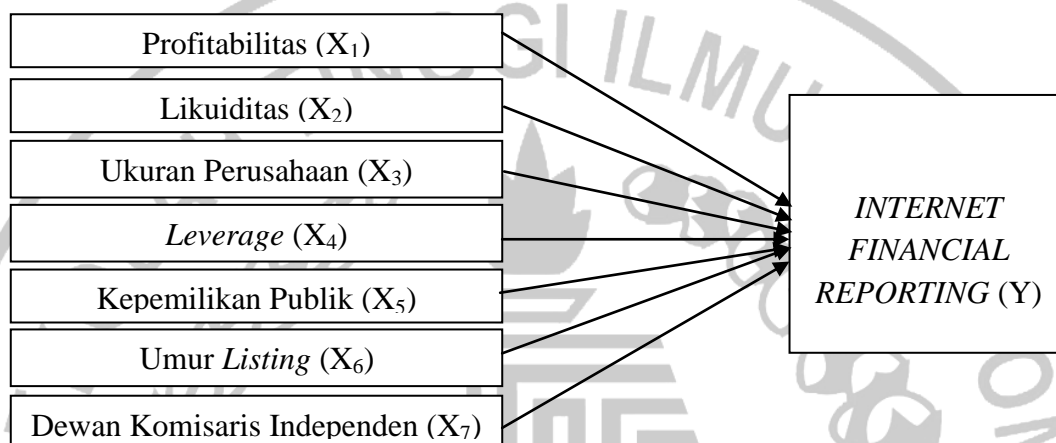 Profitabilitas (X₁)
Likuiditas (X₂)
Ukuran Perusahaan (X₃)
Leverage (X₄)
Kepemilikan Publik (X₅)
Umur Listing (X₆)
Dewan Komisaris Independen (X₇)
INTERNET
FINANCIAL
REPORTING (Y)